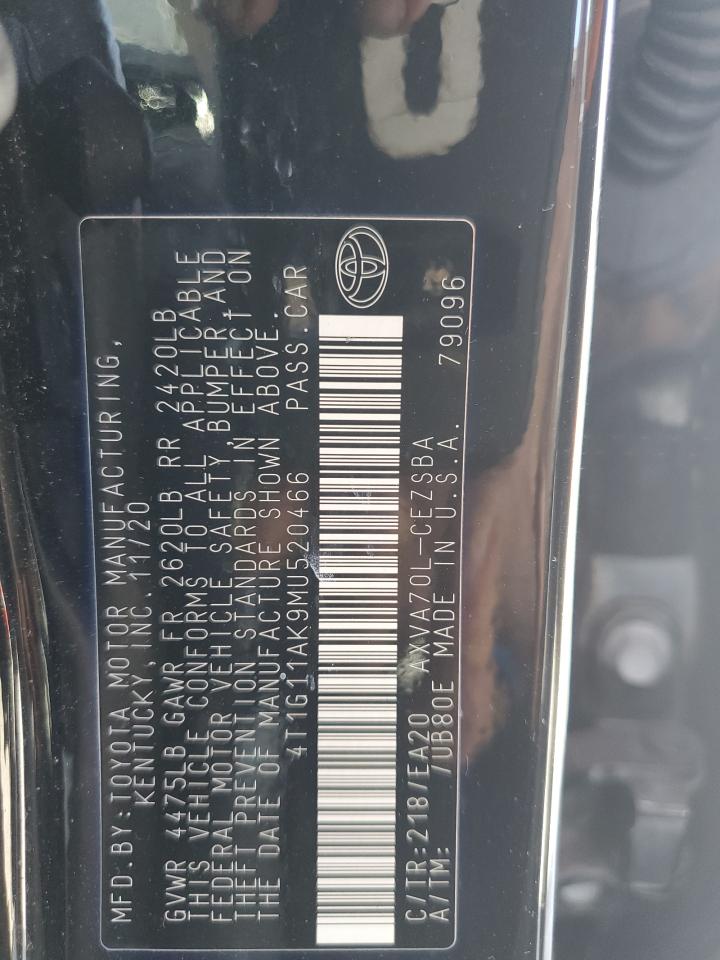 MFD.BY:TOYOTA MOTOR MANUFACTURING,
KENTUCKY, INC. 11/20
GVWR 4475LB GAWR FR 2620LB RR 2420LB
THIS VEHICLE CONFORMS TO ALL APPLICABLE
FEDERAL MOTOR VEHICLE SAFETY,BUMPER,AND
THEFT PREVENTION STANDARDS IN EFFECT ON
THE DATE OF MANUFACTURE SHOWN ABOVE.
4T1G11AK9MU520466 PASS.CAR
C/TR:218/EA20 AXVA70L-CEZSBA
A/TM: /UB80E MADE IN U.S.A. 79096